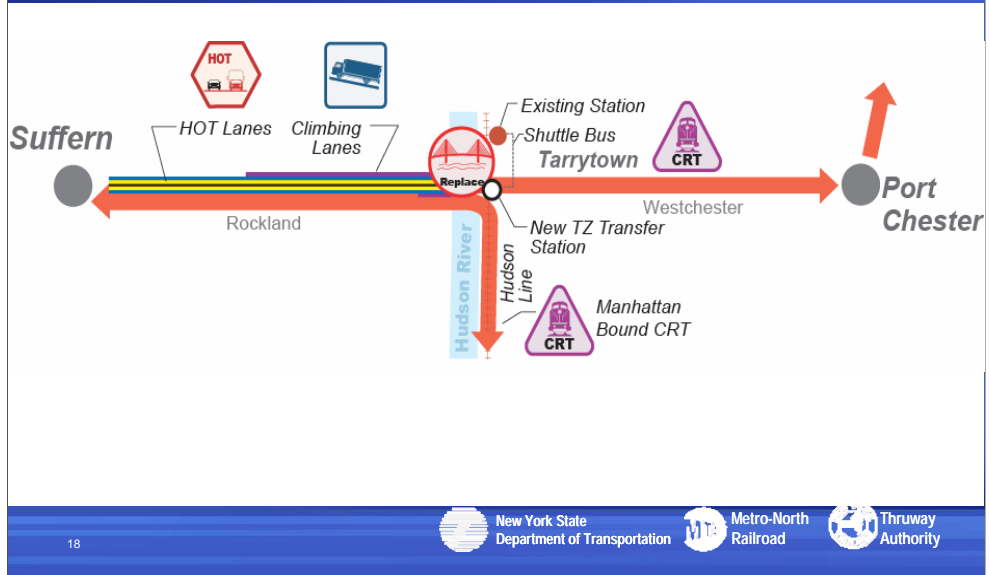 HOT
Suffern
HOT Lanes
Climbing
Lanes
Existing Station
Shuttle Bus
Tarrytown
CRT
Replace
Rockland
Westchester
Port
Chester
New TZ Transfer
Station
Hudson River
Hudson
Line
CRT
Manhattan
Bound CRT
18
New York State
Department of Transportation
Metro-North
Railroad
Thruway
Authority